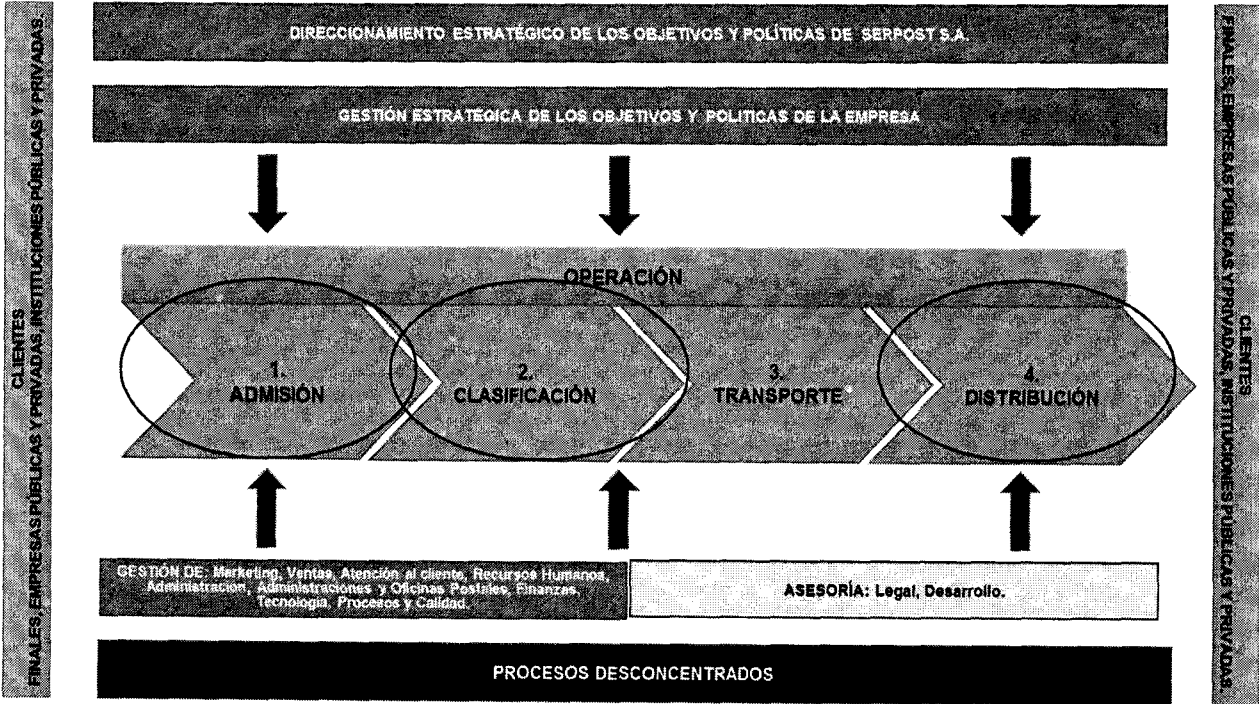 DIRECCIONAMIENTO ESTRATÉGICO DE LOS OBJETIVOS Y POLÍTICAS DE SERPOST S.A.
GESTIÓN ESTRATÉGICA DE LOS OBJETIVOS Y POLITICAS DE LA EMPRESA
CLIENTES
FINALES, EMPRESAS PÚBLICAS Y PRIVADAS, INSTITUCIONES PÚBLICAS Y PRIVADAS.
OPERACIÓN
1.
ADMISIÓN
2.
CLASIFICACIÓN
3.
TRANSPORTE
4.
DISTRIBUCIÓN
GESTIÓN DE: Marketing, Ventas, Atención al cliente, Recursos Humanos,
Administración, Administraciones y Oficinas Postales, Finanzas,
Tecnología, Procesos y Calidad.
ASESORÍA: Legal, Desarrollo.
PROCESOS DESCONCENTRADOS
CLIENTES
FINALES, EMPRESAS PÚBLICAS Y PRIVADAS, INSTITUCIONES PÚBLICAS Y PRIVADAS.